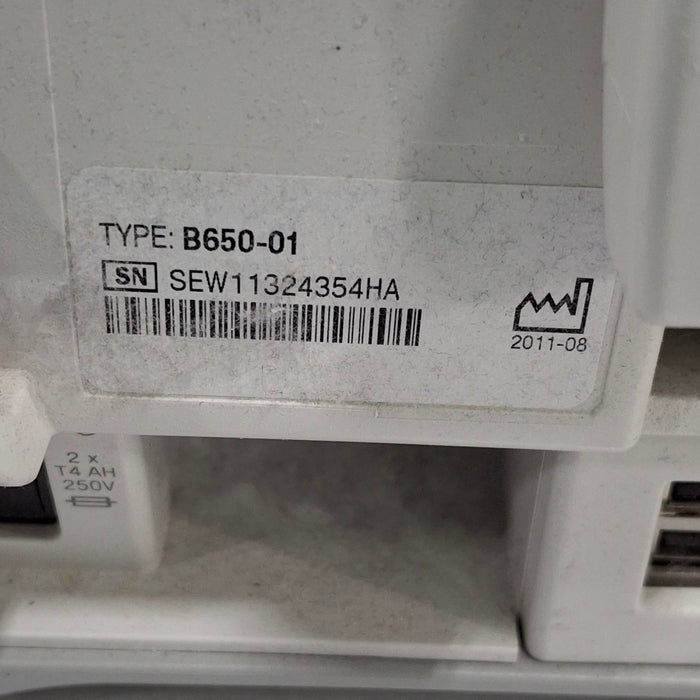 TYPE: B650-01
SN SEW11324354HA
2011-08
2 x
T4 AH
250V